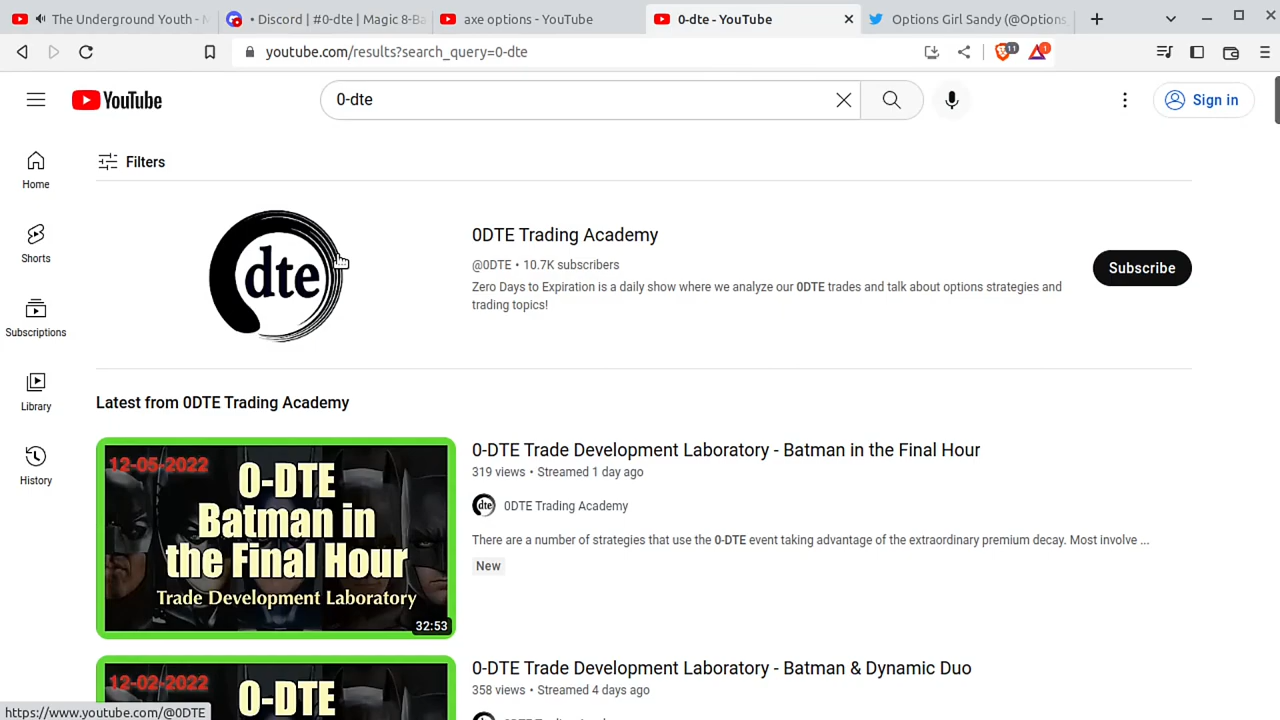 The Underground Youth - N
• Discord | #0-dte | Magic 8-Ba
axe options - YouTube
0-dte - YouTube
Options Girl Sandy (@Options
youtube.com/results?search_query=0-dte
11
1
YouTube
0-dte
Sign in
Home
Shorts
Subscriptions
Library
History
Filters
dte
0DTE Trading Academy
@0DTE • 10.7K subscribers
Zero Days to Expiration is a daily show where we analyze our 0DTE trades and talk about options strategies and
trading topics!
Subscribe
Latest from 0DTE Trading Academy
12-05-2022
0-DTE
Batman in
the Final Hour
Trade Development Laboratory
32:53
0-DTE Trade Development Laboratory - Batman in the Final Hour
319 views • Streamed 1 day ago
dte
0DTE Trading Academy
There are a number of strategies that use the 0-DTE event taking advantage of the extraordinary premium decay. Most involve ...
New
12-02-2022
0-DTE
0-DTE Trade Development Laboratory - Batman & Dynamic Duo
358 views • Streamed 4 days ago
https://www.youtube.com/@0DTE